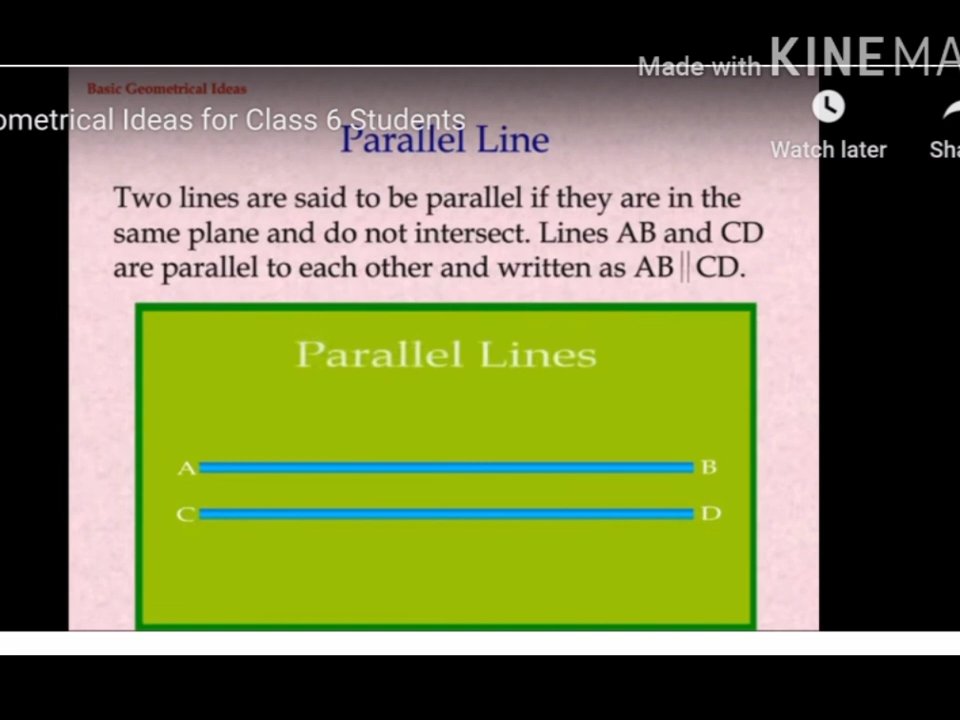 Made with KINEMA
Basic Geometrical Ideas
ometrical Ideas for Class 6 Students
Parallel Line
Watch later
Sha
Two lines are said to be parallel if they are in the
same plane and do not intersect. Lines AB and CD
are parallel to each other and written as AB || CD.
Parallel Lines
A B
C D